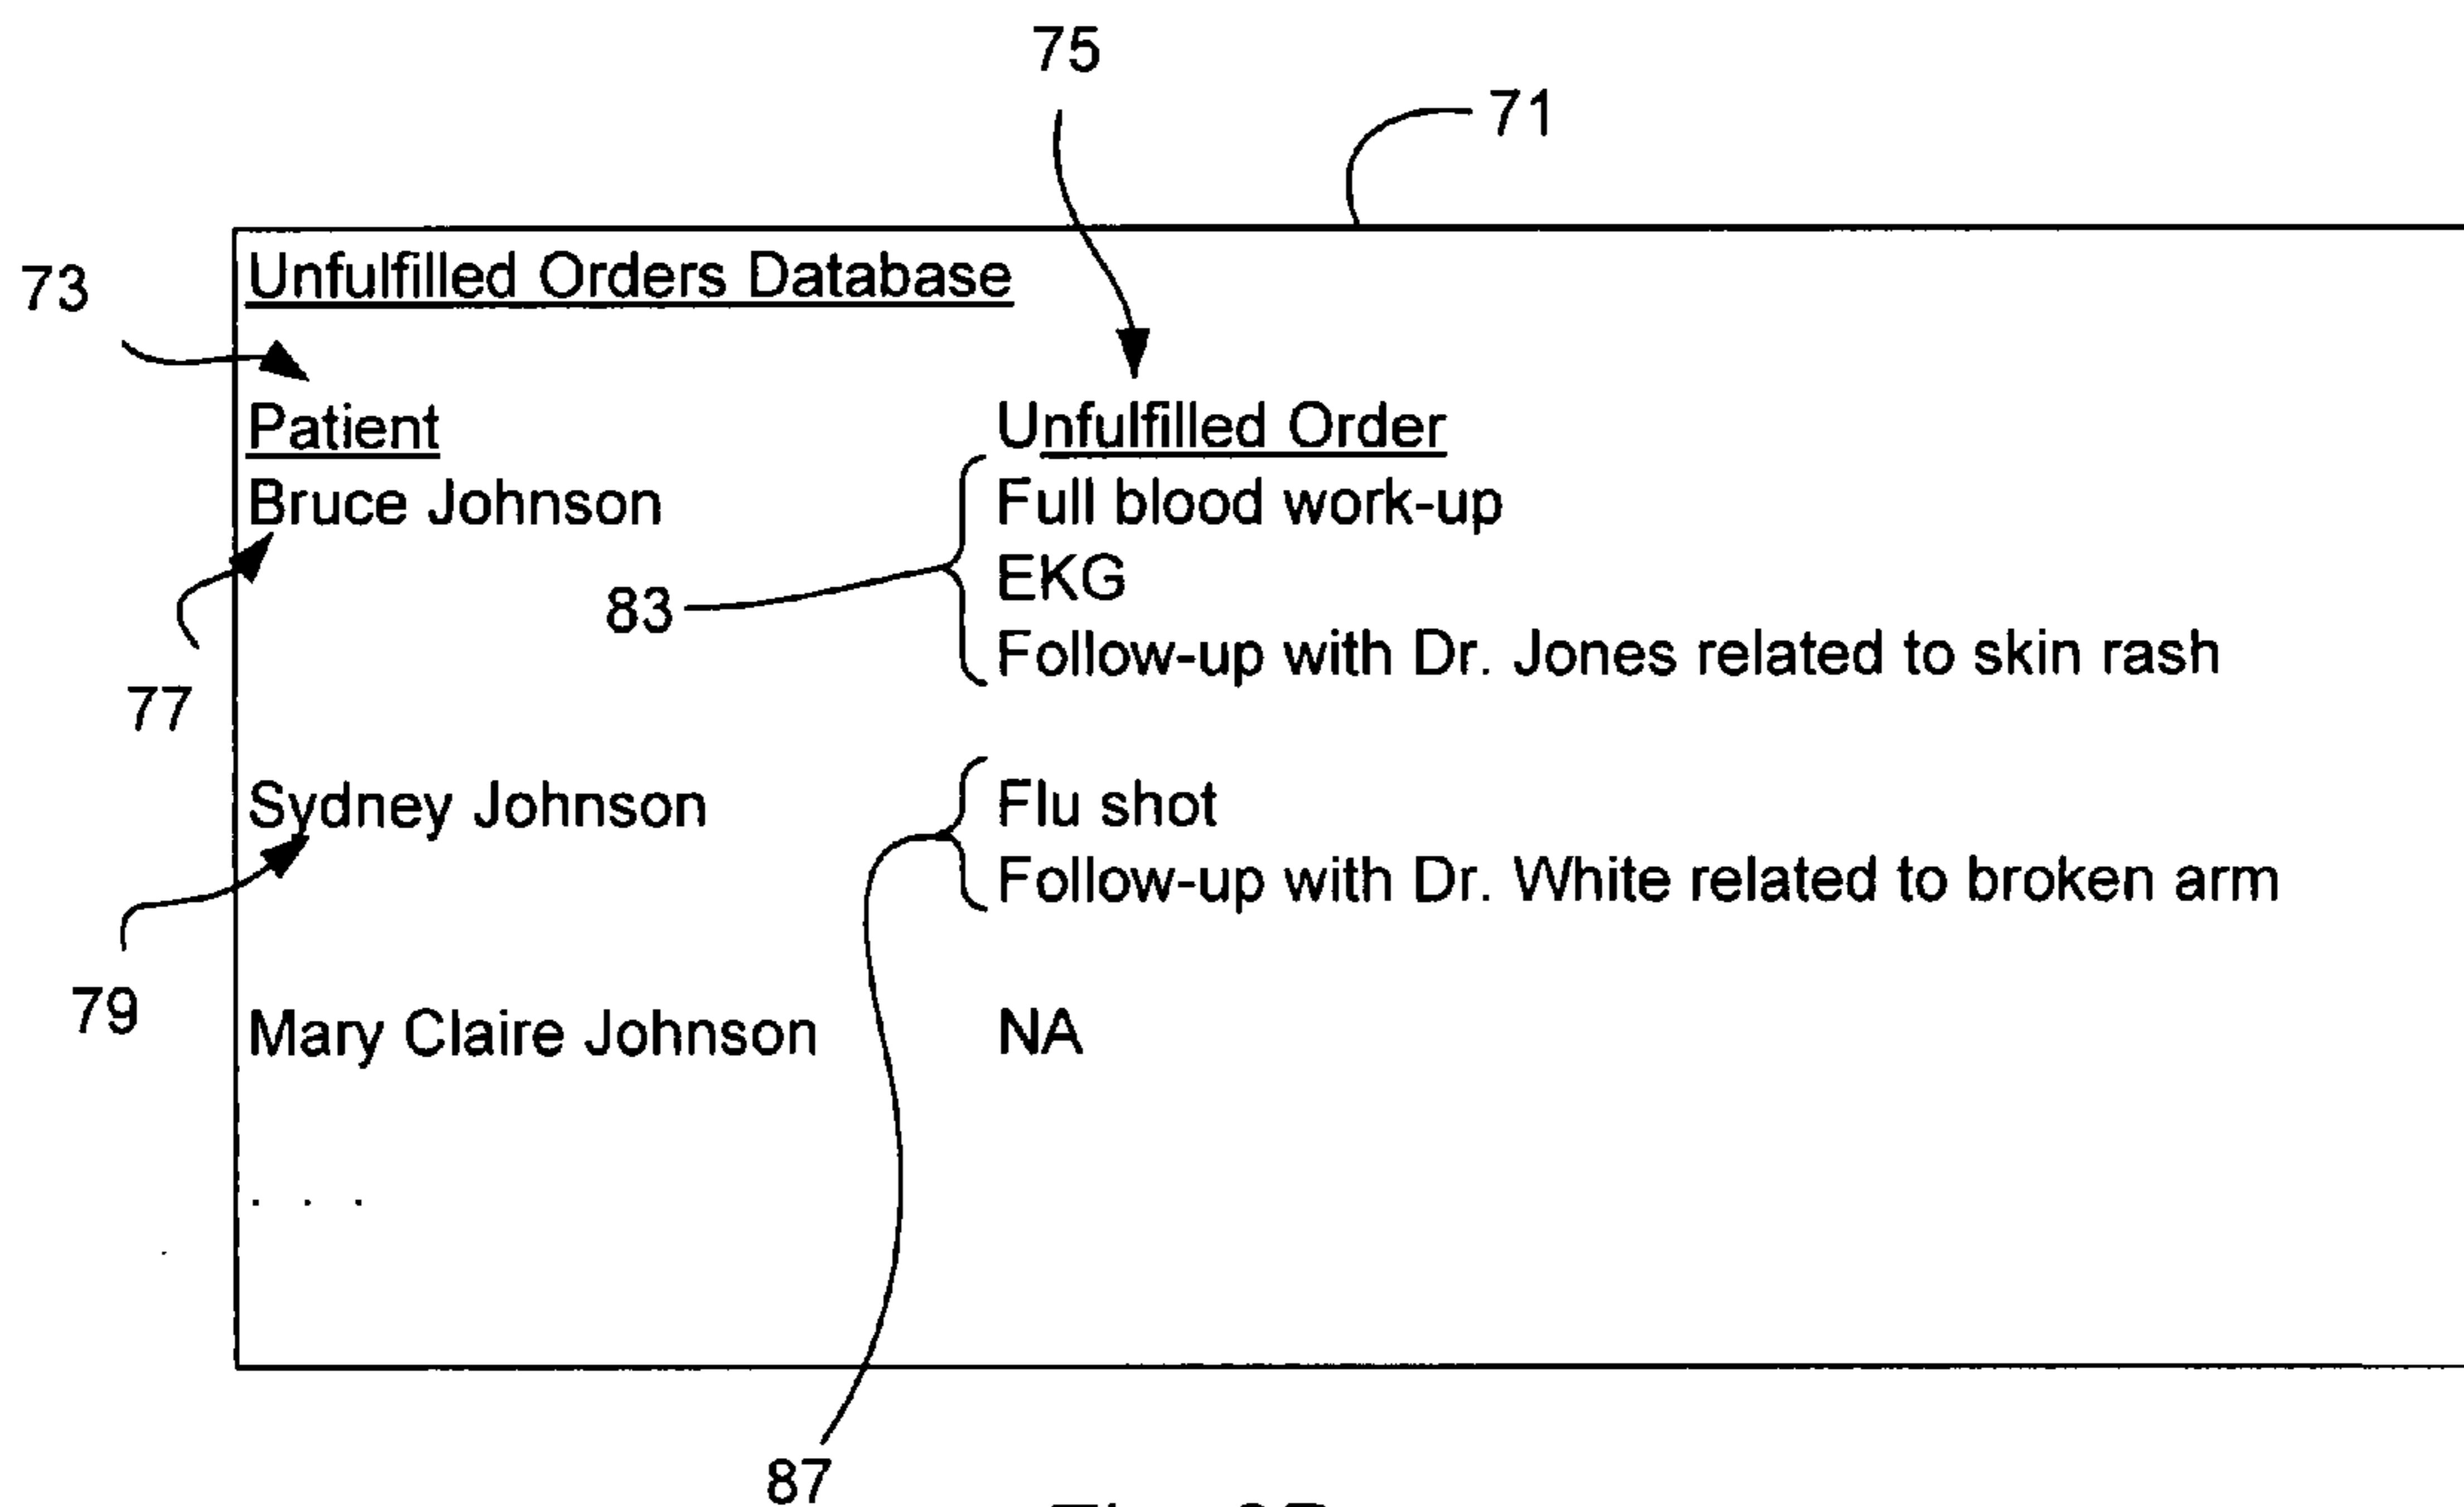 75
71
73
Unfulfilled Orders Database
Patient Unfulfilled Order
Bruce Johnson Full blood work-up
EKG
83
Follow-up with Dr. Jones related to skin rash
77
Sydney Johnson Flu shot
Follow-up with Dr. White related to broken arm
79
Mary Claire Johnson NA
. . .
87